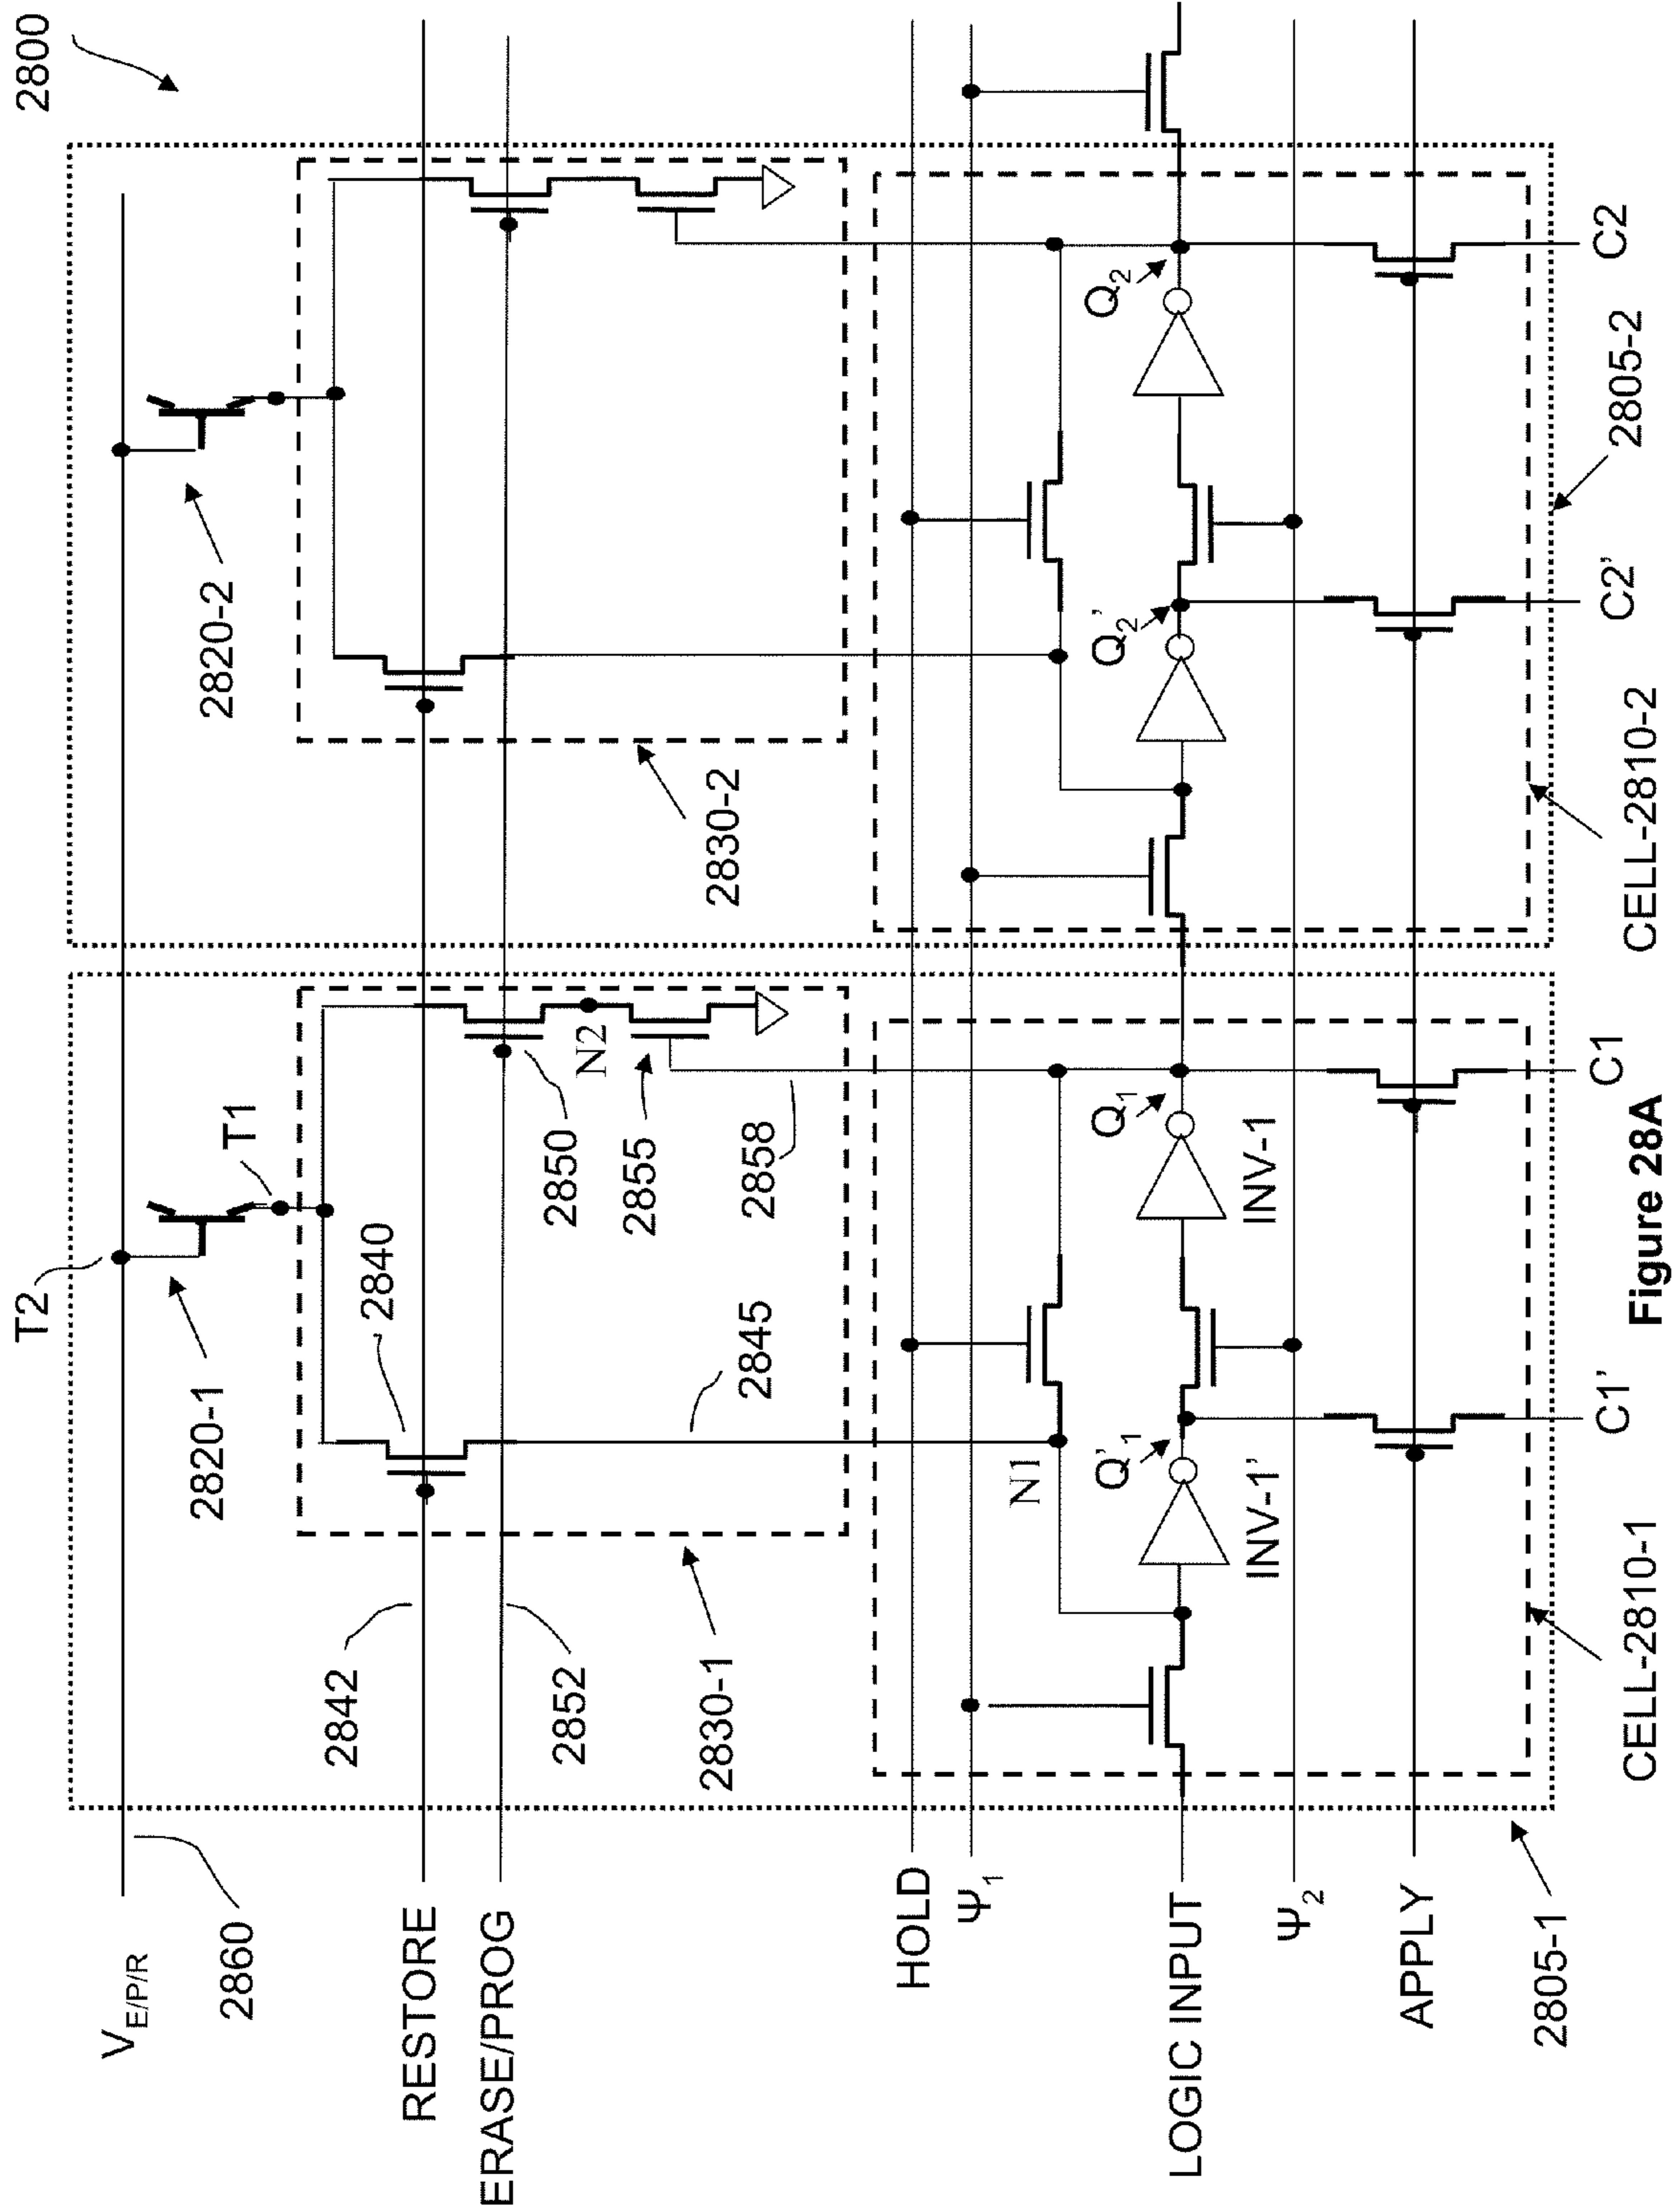 2800
T2
T1
2820-1
2820-2
V E/P/R
2860
2840
2842
RESTORE
ERASE/PROG
2852
2850
N2
2855
2858
2845
2830-1
2830-2
HOLD
Ψ1
N1
Q'1
Q1
Q2'
Q2
INV-1'
INV-1
LOGIC INPUT
Ψ2
APPLY
2805-1
CELL-2810-1
C1'
C1
CELL-2810-2
C2'
C2
2805-2
Figure 28A